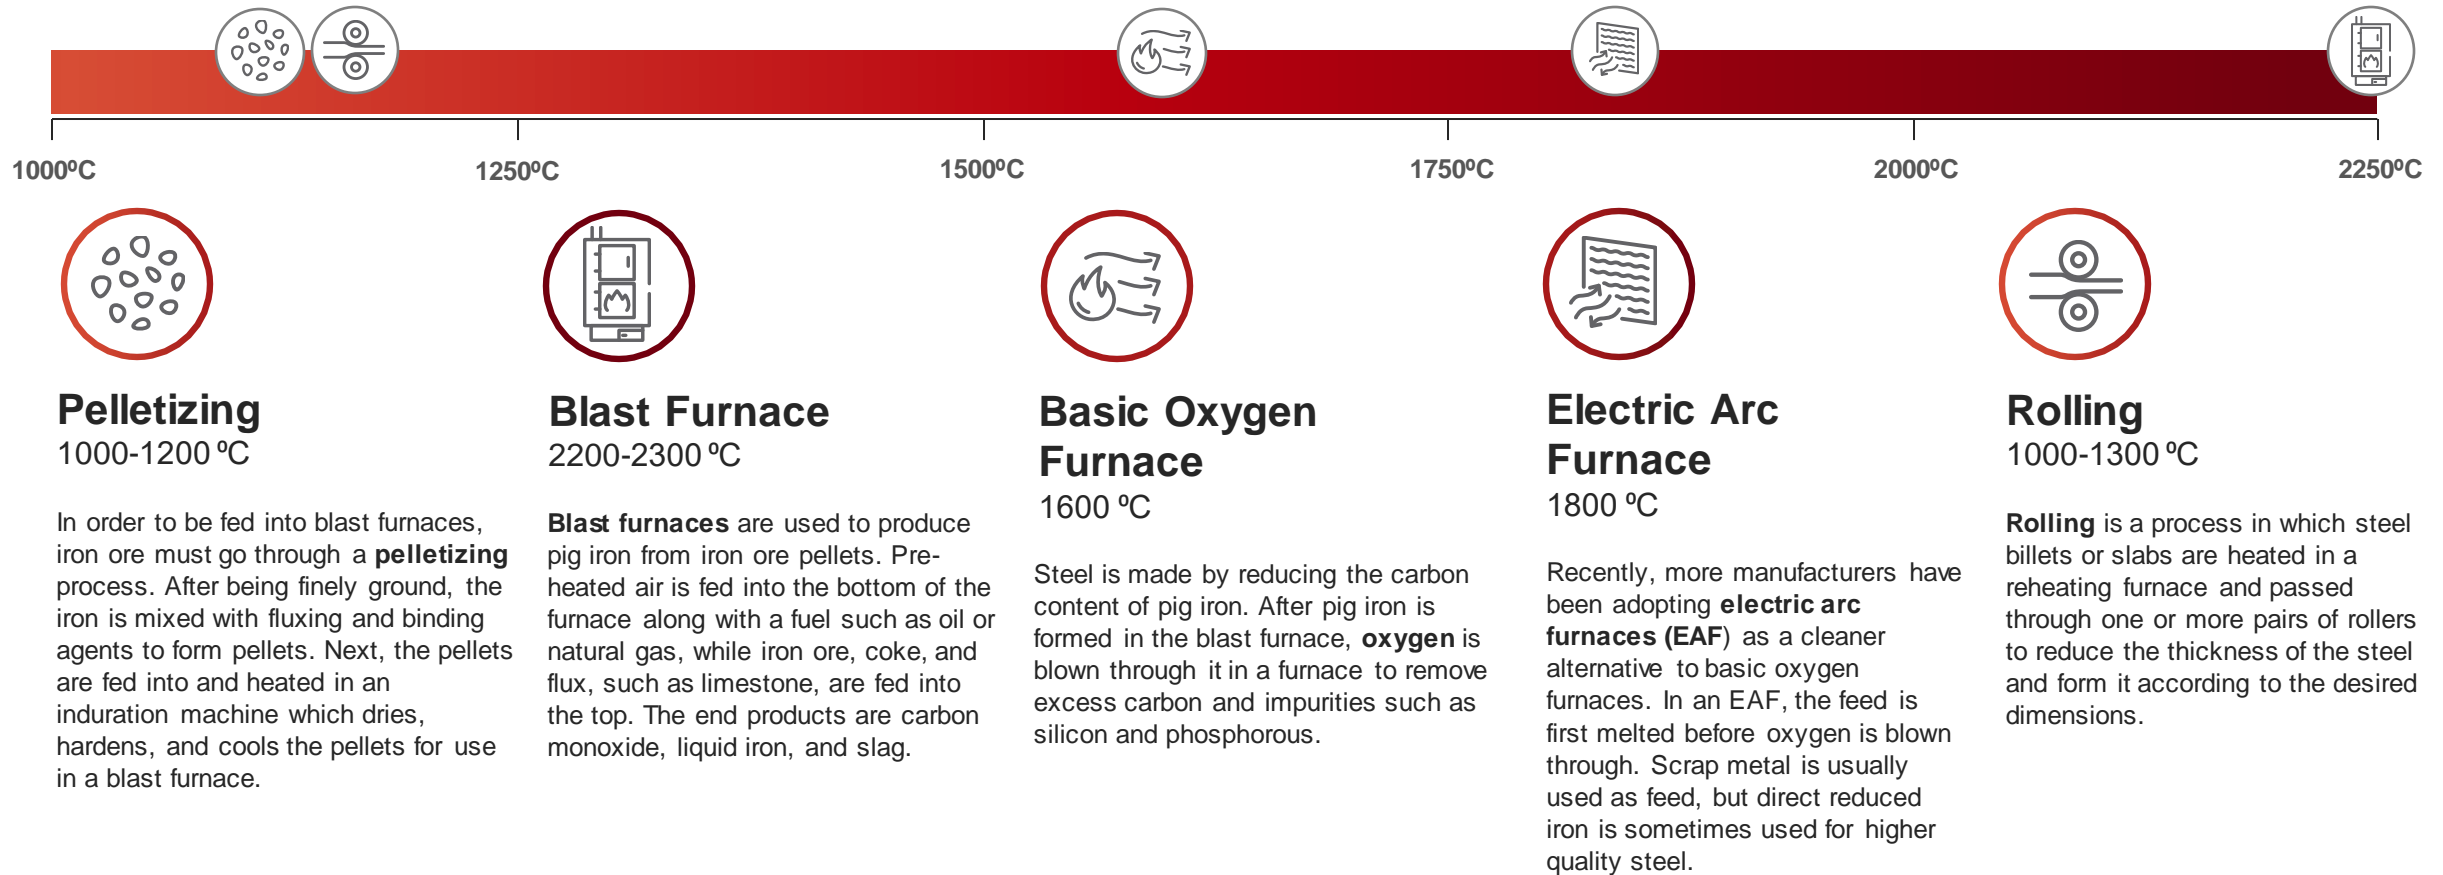 1000ºC
1250ºC
1500ºC
1750ºC
2000ºC
2250ºC
Pelletizing
1000-1200 ºC
In order to be fed into blast furnaces,
iron ore must go through a pelletizing
process. After being finely ground, the
iron is mixed with fluxing and binding
agents to form pellets. Next, the pellets
are fed into and heated in an
induration machine which dries,
hardens, and cools the pellets for use
in a blast furnace.
Blast Furnace
2200-2300 ºC
Blast furnaces are used to produce
pig iron from iron ore pellets. Pre-
heated air is fed into the bottom of the
furnace along with a fuel such as oil or
natural gas, while iron ore, coke, and
flux, such as limestone, are fed into
the top. The end products are carbon
monoxide, liquid iron, and slag.
Basic Oxygen
Furnace
1600 ºC
Steel is made by reducing the carbon
content of pig iron. After pig iron is
formed in the blast furnace, oxygen is
blown through it in a furnace to remove
excess carbon and impurities such as
silicon and phosphorous.
Electric Arc
Furnace
1800 ºC
Recently, more manufacturers have
been adopting electric arc
furnaces (EAF) as a cleaner
alternative to basic oxygen
furnaces. In an EAF, the feed is
first melted before oxygen is blown
through. Scrap metal is usually
used as feed, but direct reduced
iron is sometimes used for higher
quality steel.
Rolling
1000-1300 ºC
Rolling is a process in which steel
billets or slabs are heated in a
reheating furnace and passed
through one or more pairs of rollers
to reduce the thickness of the steel
and form it according to the desired
dimensions.